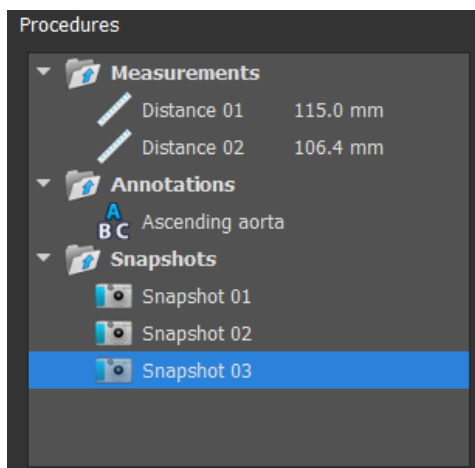 Procedures
Measurements
Distance 01 115.0 mm
Distance 02 106.4 mm
Annotations
A
B C Ascending aorta
Snapshots
Snapshot 01
Snapshot 02
Snapshot 03